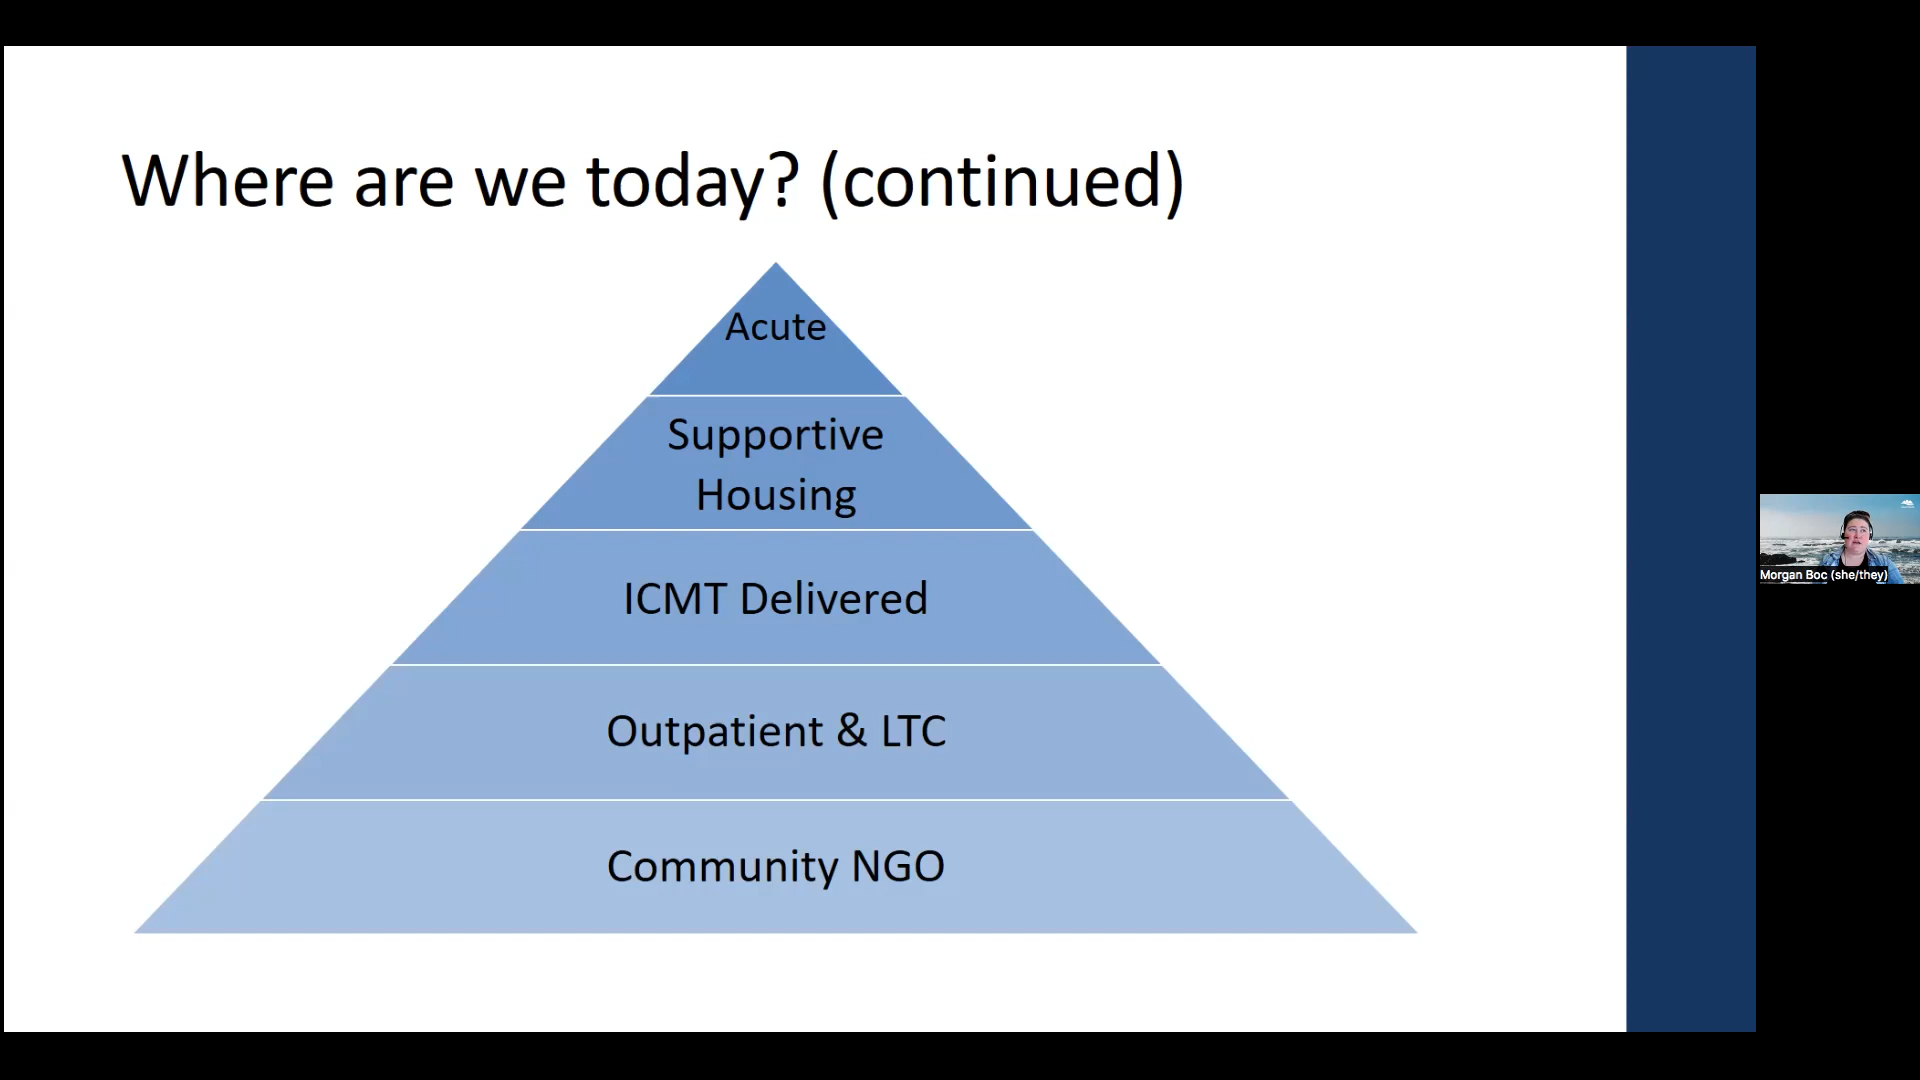 Where are we today? (continued)
Acute
Supportive
Housing
ICMT Delivered
Outpatient & LTC
Community NGO
Morgan Boc (she/they)